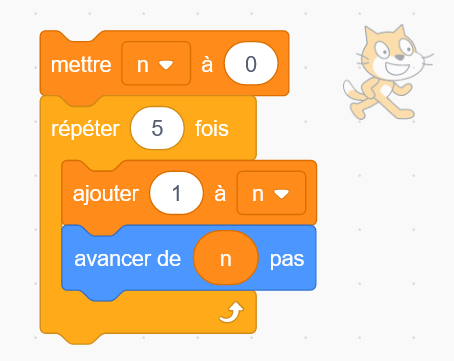 mettre n à 0
répéter 5 fois
ajouter 1 à n
avancer de n pas